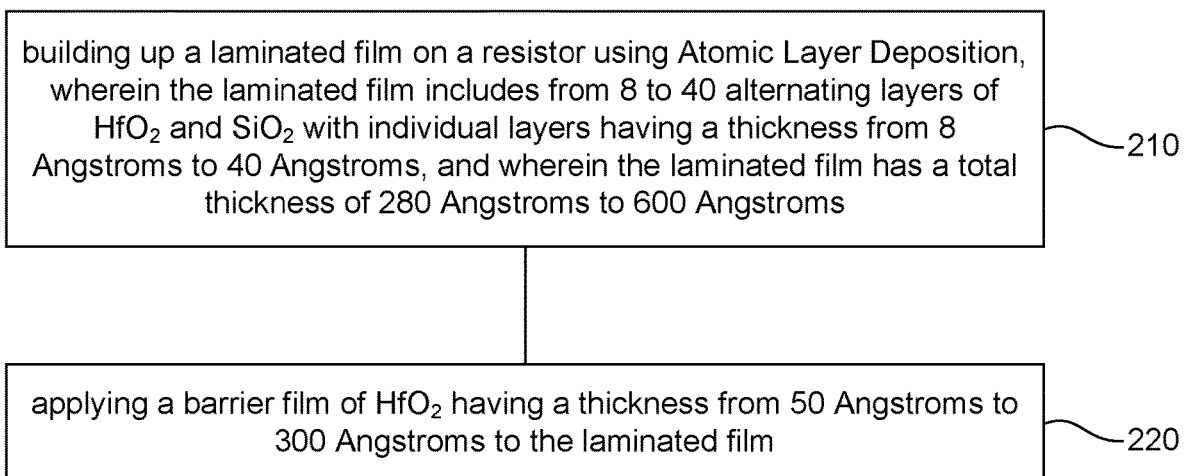 building up a laminated film on a resistor using Atomic Layer Deposition,
wherein the laminated film includes from 8 to 40 alternating layers of
HfO₂ and SiO₂ with individual layers having a thickness from 8
Angstroms to 40 Angstroms, and wherein the laminated film has a total
thickness of 280 Angstroms to 600 Angstroms
210
applying a barrier film of HfO₂ having a thickness from 50 Angstroms to
300 Angstroms to the laminated film
220